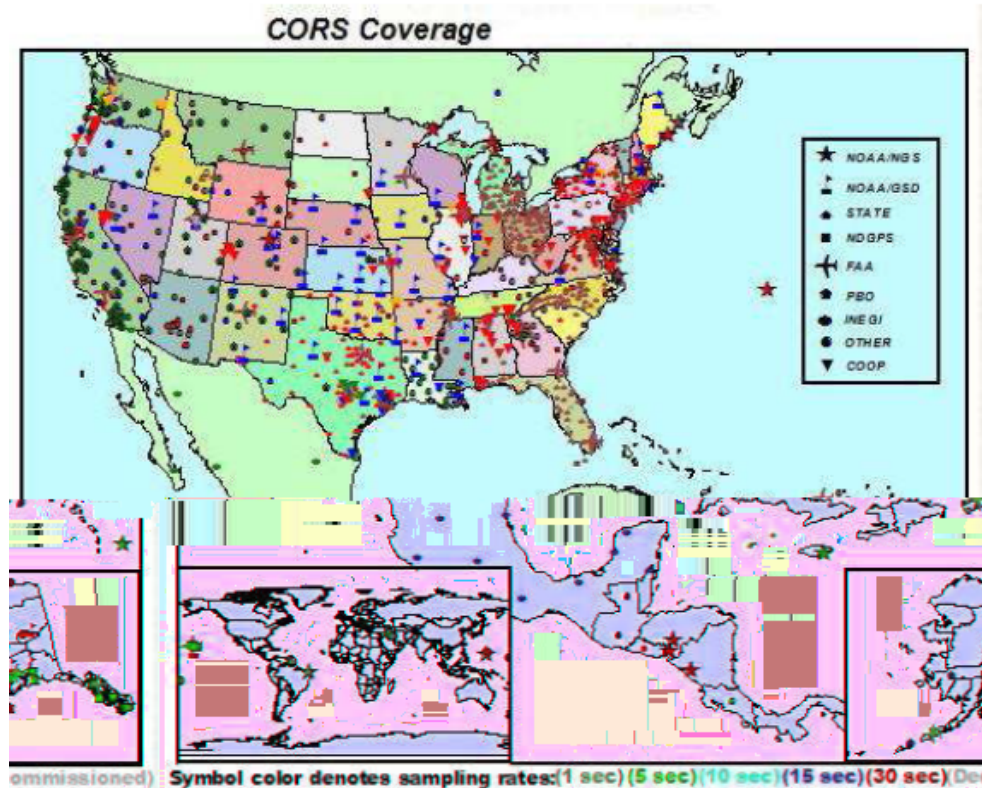 CORS Coverage
NOAA/NGS
NOAA/GSD
STATE
NDGPS
FAA
PBO
INEGI
OTHER
COOP
ommissioned) Symbol color denotes sampling rates:(1 sec)(5 sec)(10 sec)(15 sec)(30 sec)(Dec